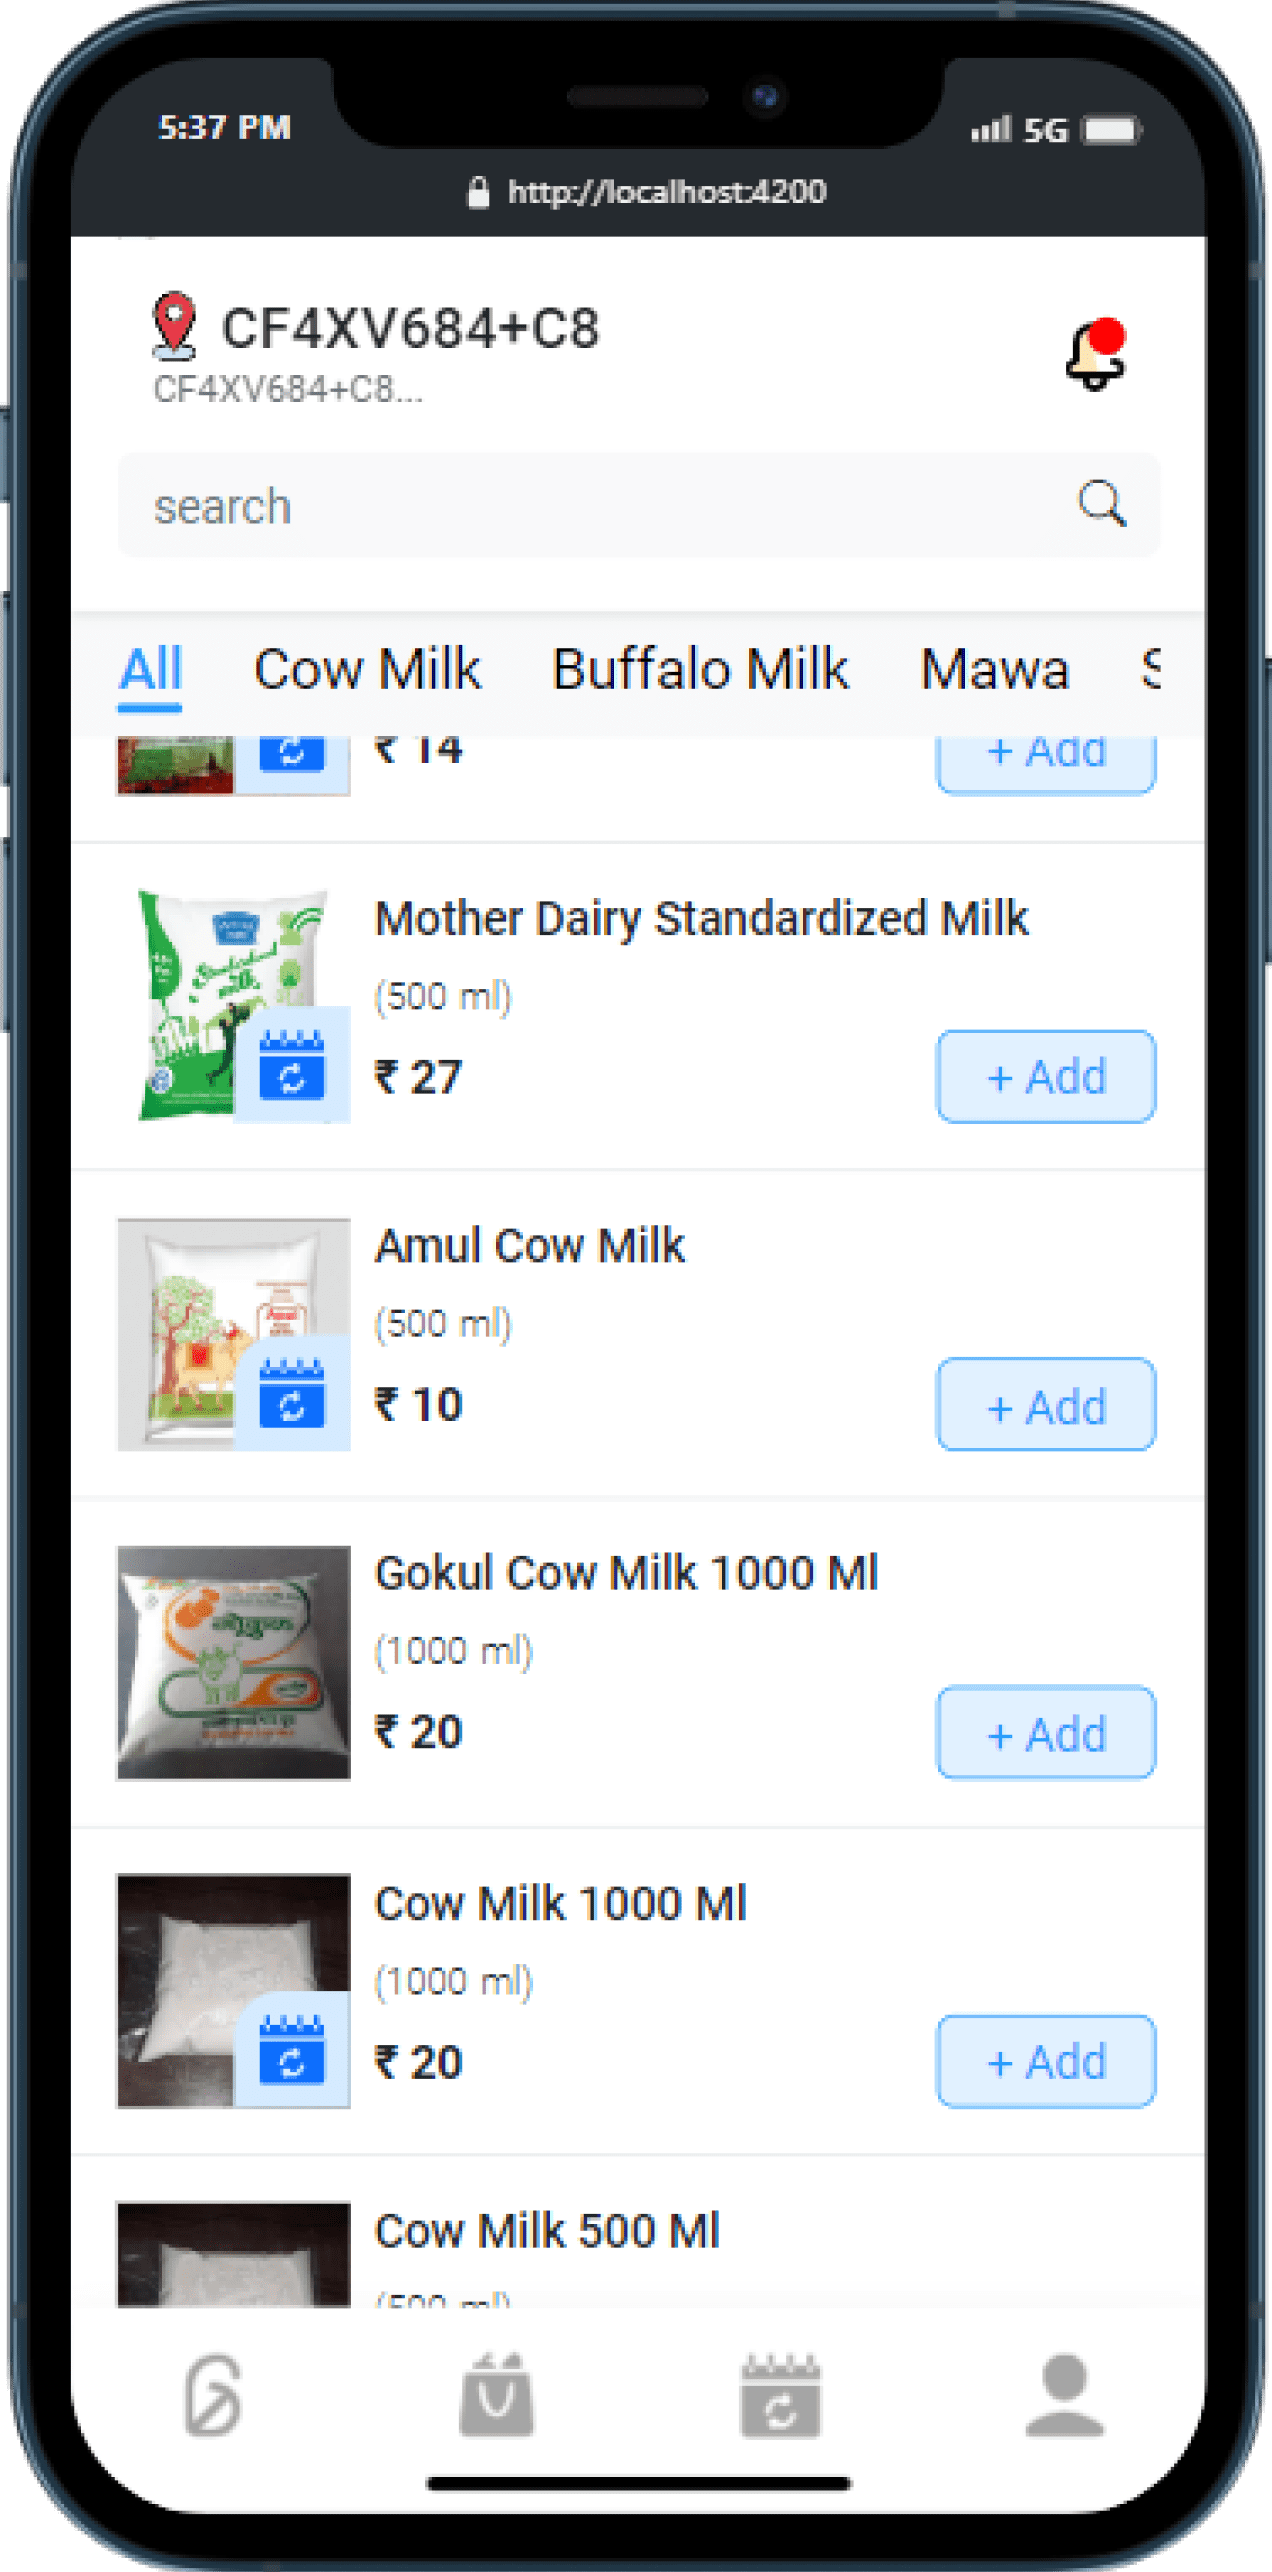 5:37 PM
5G
http://localhost:4200
CF4XV684+C8
CF4XV684+C8...
search
All Cow Milk Buffalo Milk Mawa
₹ 14
+ Add
Mother Dairy Standardized Milk
(500 ml)
₹ 27
+ Add
Amul Cow Milk
(500 ml)
₹ 10
+ Add
Gokul Cow Milk 1000 Ml
(1000 ml)
₹ 20
+ Add
Cow Milk 1000 Ml
(1000 ml)
₹ 20
+ Add
Cow Milk 500 Ml
(500 ml)